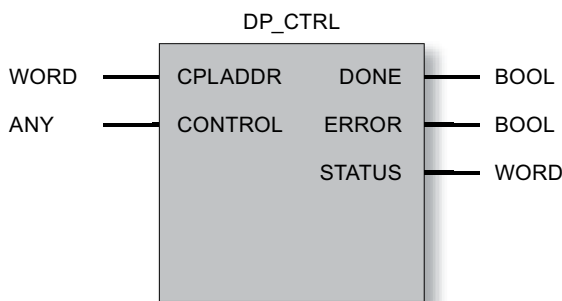 DP_CTRL
WORD CPLADDR DONE BOOL
ANY CONTROL ERROR BOOL
STATUS WORD